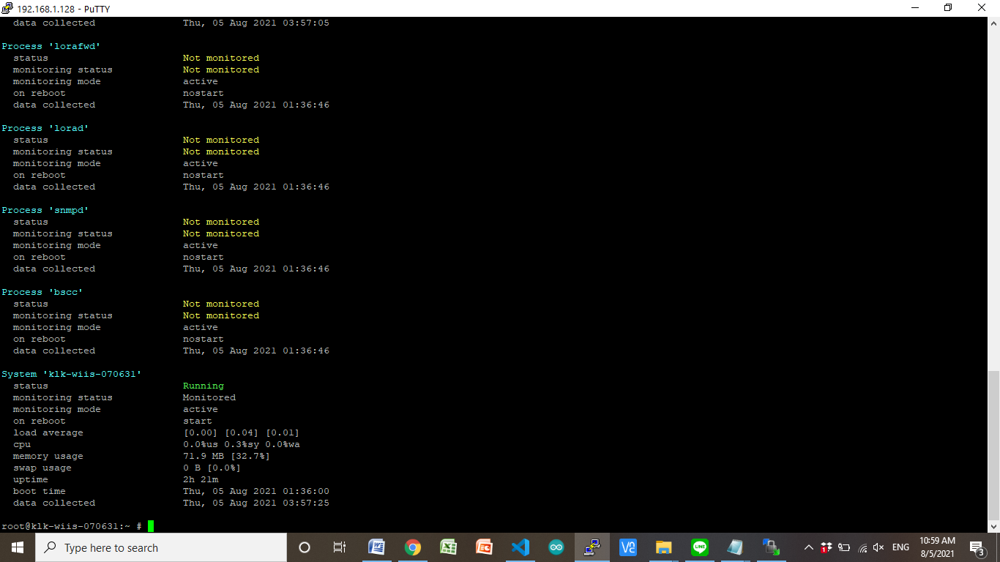 192.168.1.128 - PuTTY
data collected Thu, 05 Aug 2021 03:57:05
Process 'lorafwd'
status Not monitored
monitoring status Not monitored
monitoring mode active
on reboot nostart
data collected Thu, 05 Aug 2021 01:36:46
Process 'lorad'
status Not monitored
monitoring status Not monitored
monitoring mode active
on reboot nostart
data collected Thu, 05 Aug 2021 01:36:46
Process 'snmpd'
status Not monitored
monitoring status Not monitored
monitoring mode active
on reboot nostart
data collected Thu, 05 Aug 2021 01:36:46
Process 'bscc'
status Not monitored
monitoring status Not monitored
monitoring mode active
on reboot nostart
data collected Thu, 05 Aug 2021 01:36:46
System 'klk-wiis-070631'
status Running
monitoring status Monitored
monitoring mode active
on reboot start
load average [0.00] [0.04] [0.01]
cpu 0.0%us 0.3%sy 0.0%wa
memory usage 71.9 MB [32.7%]
swap usage 0 B [0.0%]
uptime 2h 21m
boot time Thu, 05 Aug 2021 01:36:00
data collected Thu, 05 Aug 2021 03:57:25
root@klk-wiis-070631:~ #
Type here to search
LINE
1
ENG
10:59 AM
8/5/2021
3